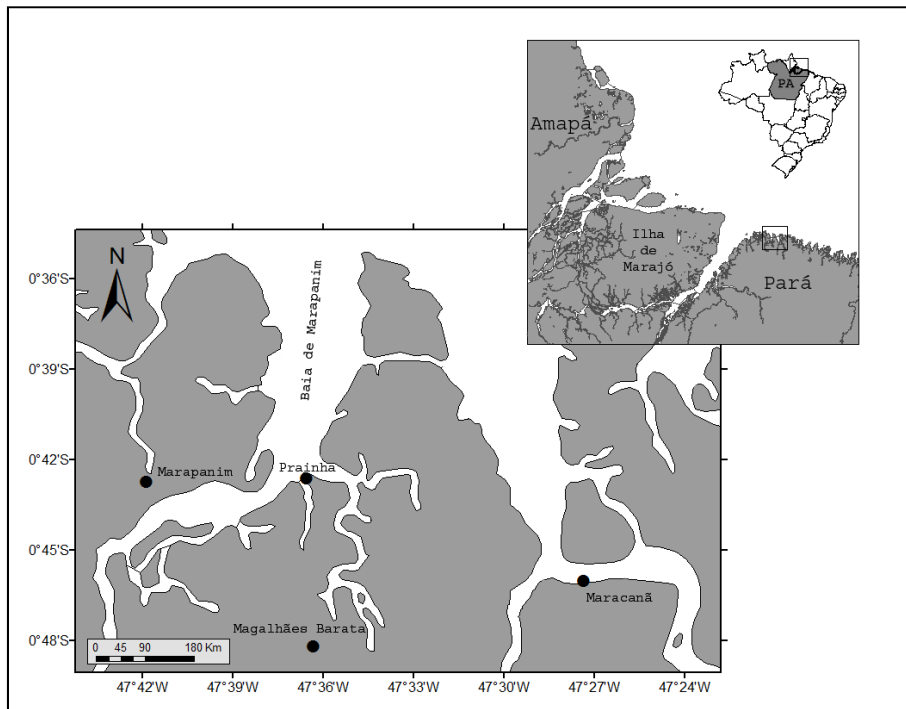 PA
Amapá
Ilha
de
Marajó
Pará
N
Baia de Marapanim
0°36'S
0°39'S
0°42'S
0°45'S
0°48'S
Marapanim
Prainha
Maracanã
Magalhães Barata
0 45 90 180 Km
47°42'W 47°39'W 47°36'W 47°33'W 47°30'W 47°27'W 47°24'W